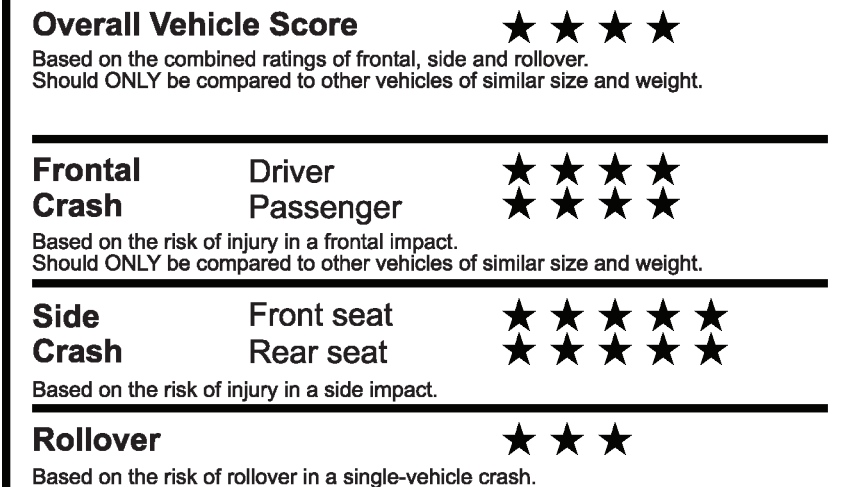 Overall Vehicle Score ★ ★ ★ ★
Based on the combined ratings of frontal, side and rollover.
Should ONLY be compared to other vehicles of similar size and weight.
Frontal Driver ★ ★ ★ ★
Crash Passenger ★ ★ ★ ★
Based on the risk of injury in a frontal impact.
Should ONLY be compared to other vehicles of similar size and weight.
Side Front seat ★ ★ ★ ★ ★
Crash Rear seat ★ ★ ★ ★ ★
Based on the risk of injury in a side impact.
Rollover ★ ★ ★
Based on the risk of rollover in a single-vehicle crash.